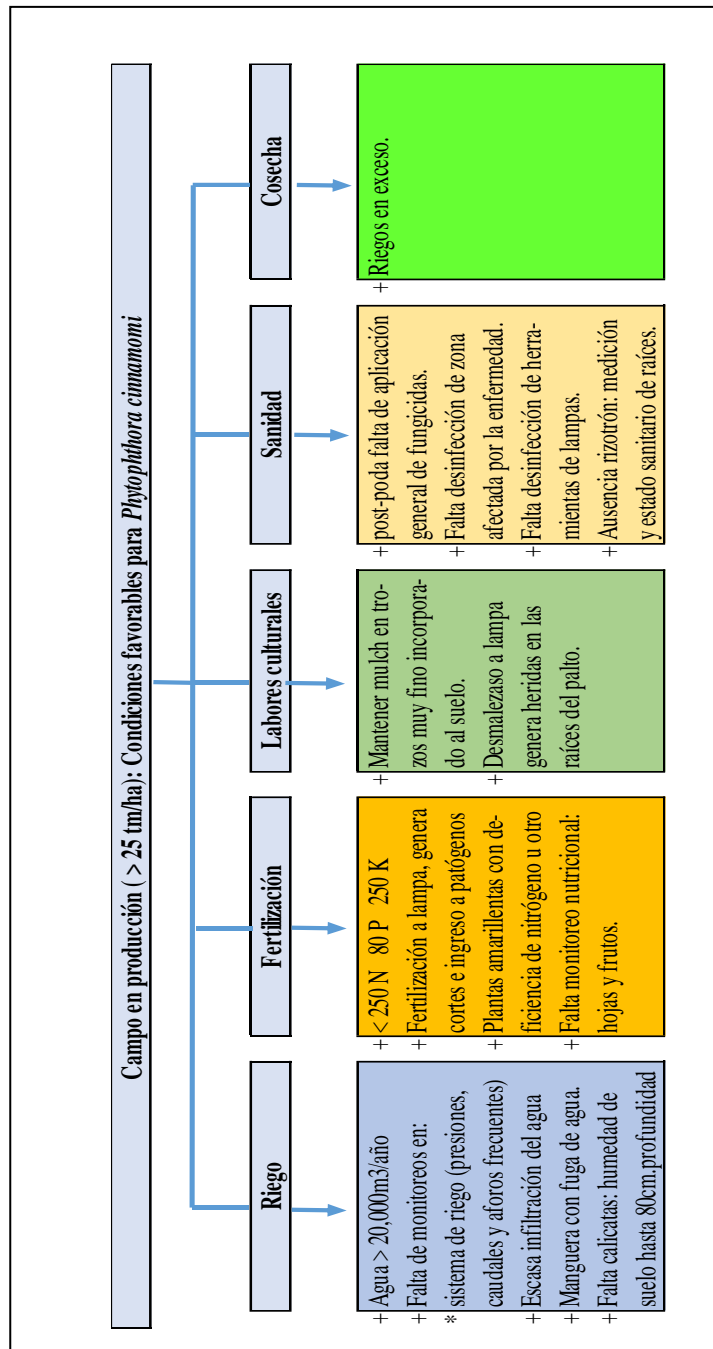 Campo en producción ( > 25 tm/ha): Condiciones favorables para Phytophthora cinnamomi
Riego
+ Agua > 20,000m3/año
+ Falta de monitoreos en:
* sistema de riego (presiones,
caudales y aforos frecuentes)
+ Escasa infiltración del agua
+ Manguera con fuga de agua.
+ Falta calicatas: humedad de
suelo hasta 80cm.profundidad
Fertilización
+ < 250 N 80 P 250 K
+ Fertilización a lampa, genera
cortes e ingreso a patógenos
+ Plantas amarillentas con de-
ficiencia de nitrógeno u otro
+ Falta monitoreo nutricional:
hojas y frutos.
Labores culturales
+ Mantener mulch en tro-
zos muy fino incorpora-
do al suelo.
+ Desmalezaso a lampa
genera heridas en las
raíces del palto.
Sanidad
+ post-poda falta de aplicación
general de fungicidas.
+ Falta desinfección de zona
afectada por la enfermedad.
+ Falta desinfección de herra-
mientas de lampas.
+ Ausencia rizotrón: medición
y estado sanitario de raíces.
Cosecha
+ Riegos en exceso.